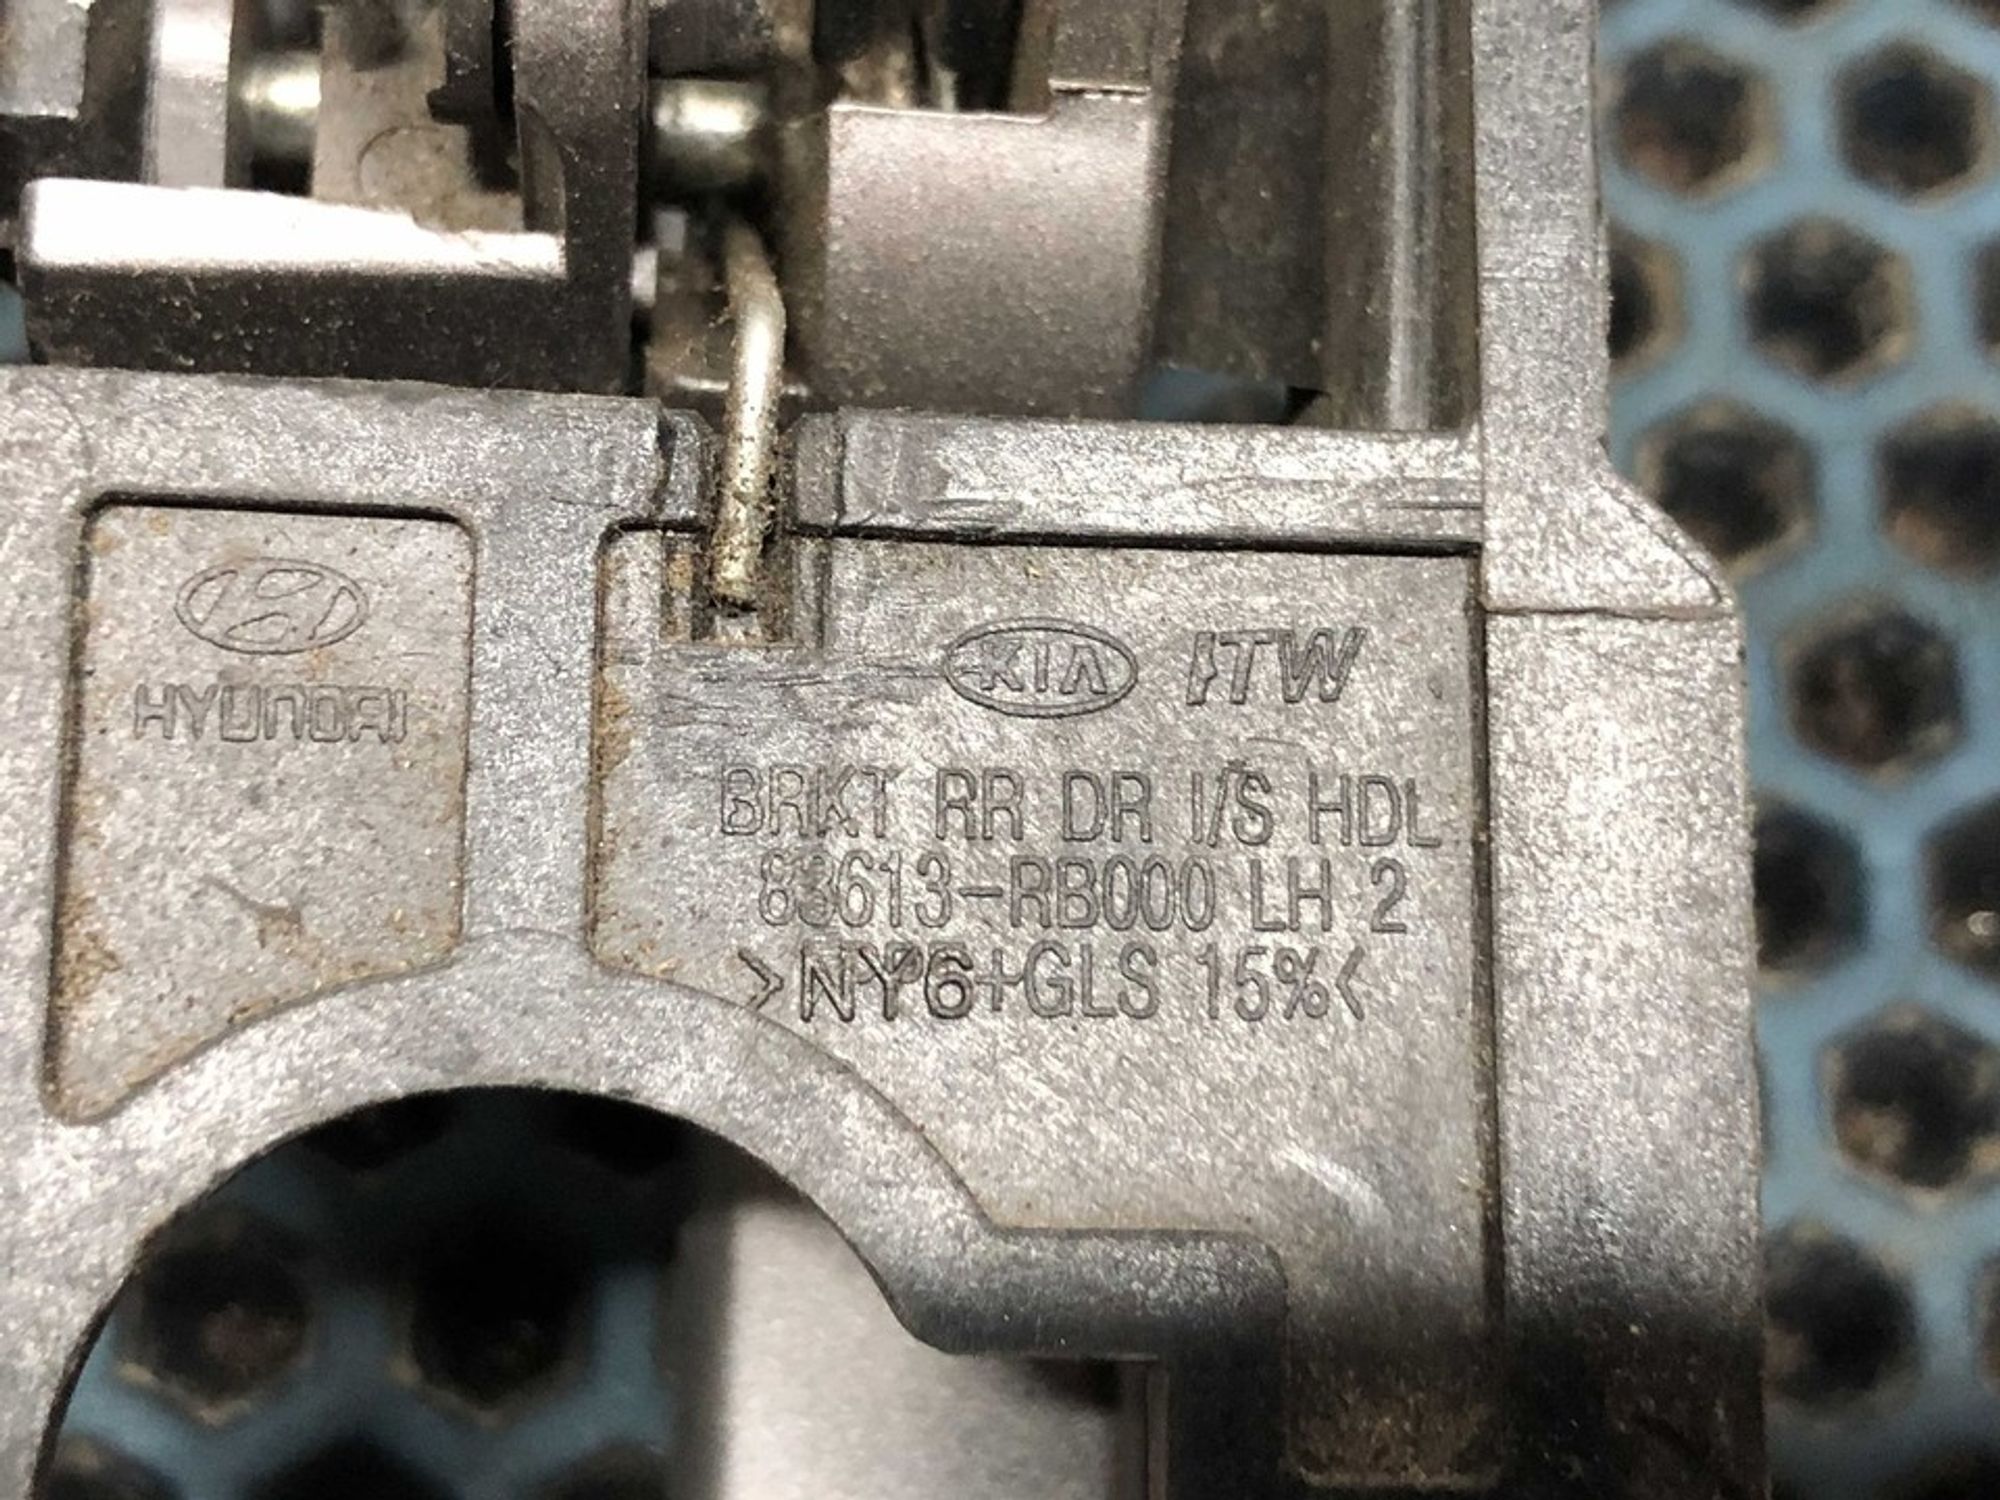 HYUNDAI
KIA ITW
BRKT RR DR I/S HDL
83613-RB000 LH 2
>NY6+GLS 15%<